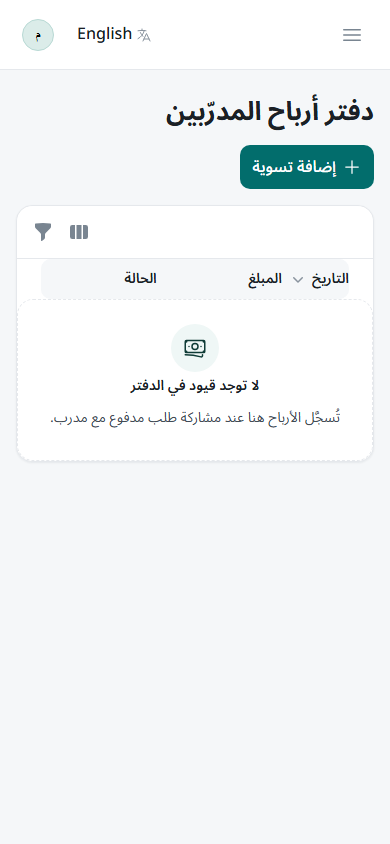 English
م
دفتر أرباح المدرّبين
إضافة تسوية
التاريخ المبلغ الحالة
لا توجد قيود في الدفتر
تُسجَّل الأرباح هنا عند مشاركة طلب مدفوع مع مدرب.